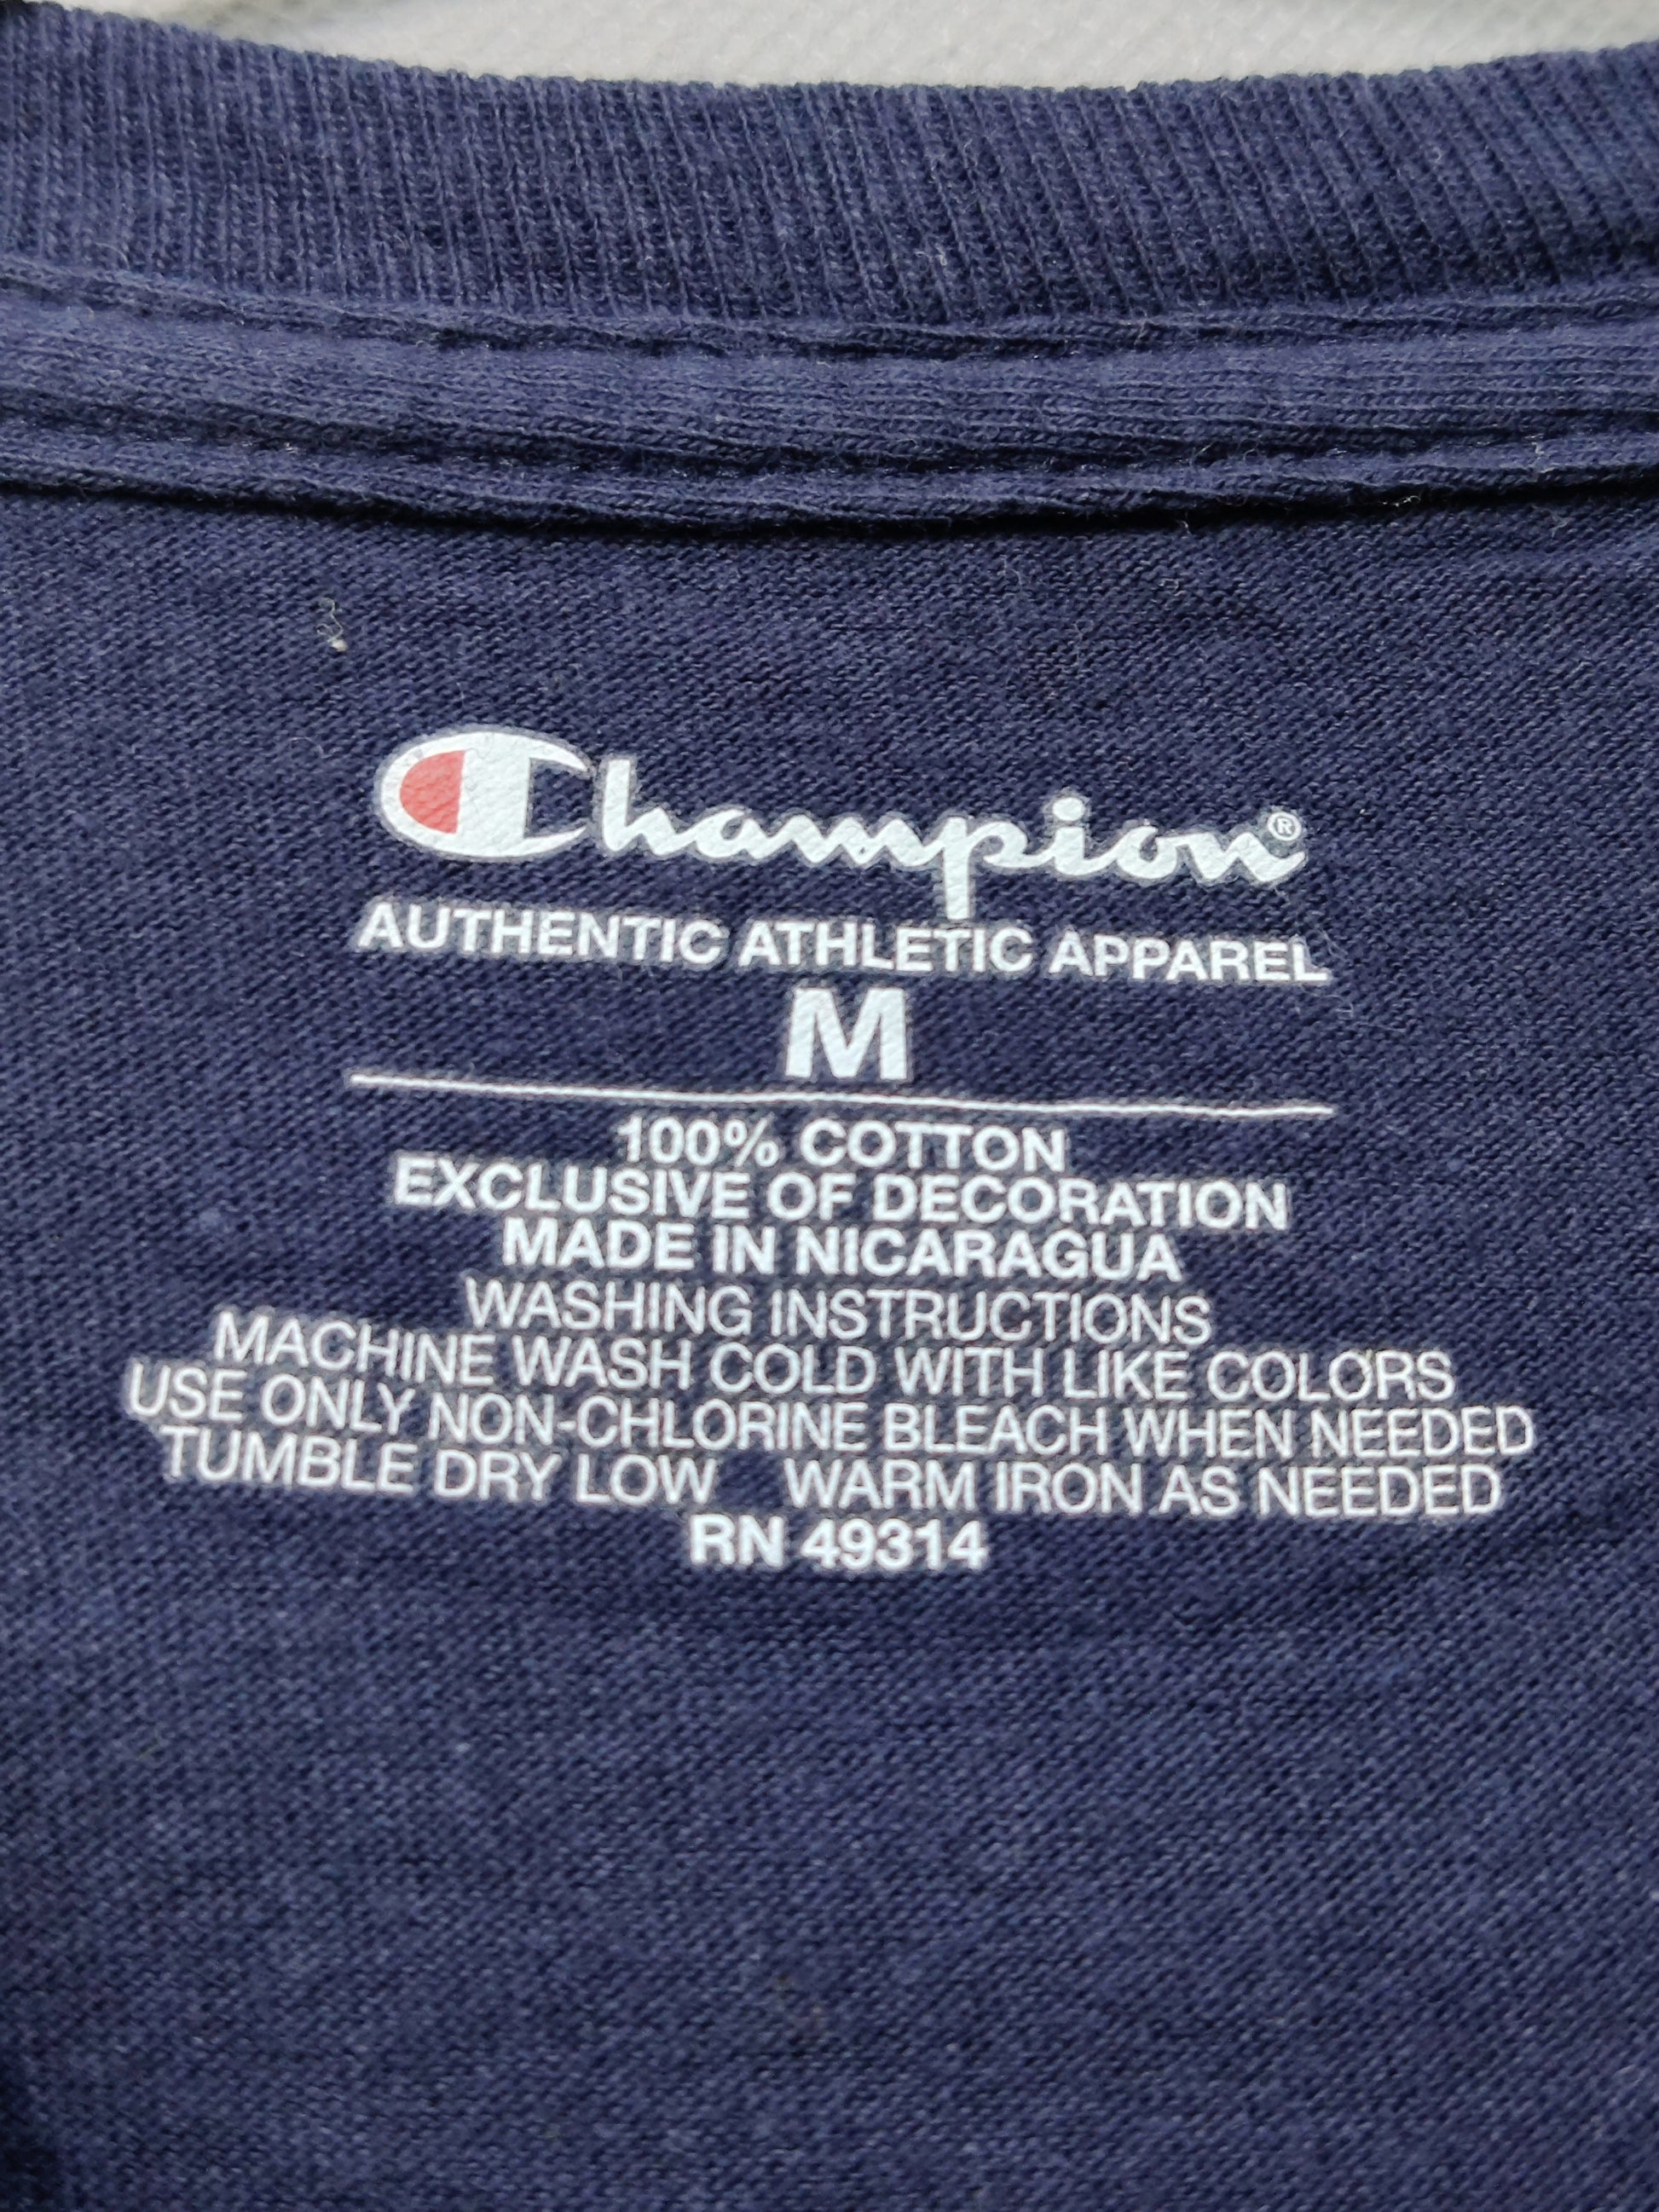 Champion®
AUTHENTIC ATHLETIC APPAREL
M
100% COTTON
EXCLUSIVE OF DECORATION
MADE IN NICARAGUA
WASHING INSTRUCTIONS
MACHINE WASH COLD WITH LIKE COLORS
USE ONLY NON-CHLORINE BLEACH WHEN NEEDED
TUMBLE DRY LOW WARM IRON AS NEEDED
RN 49314